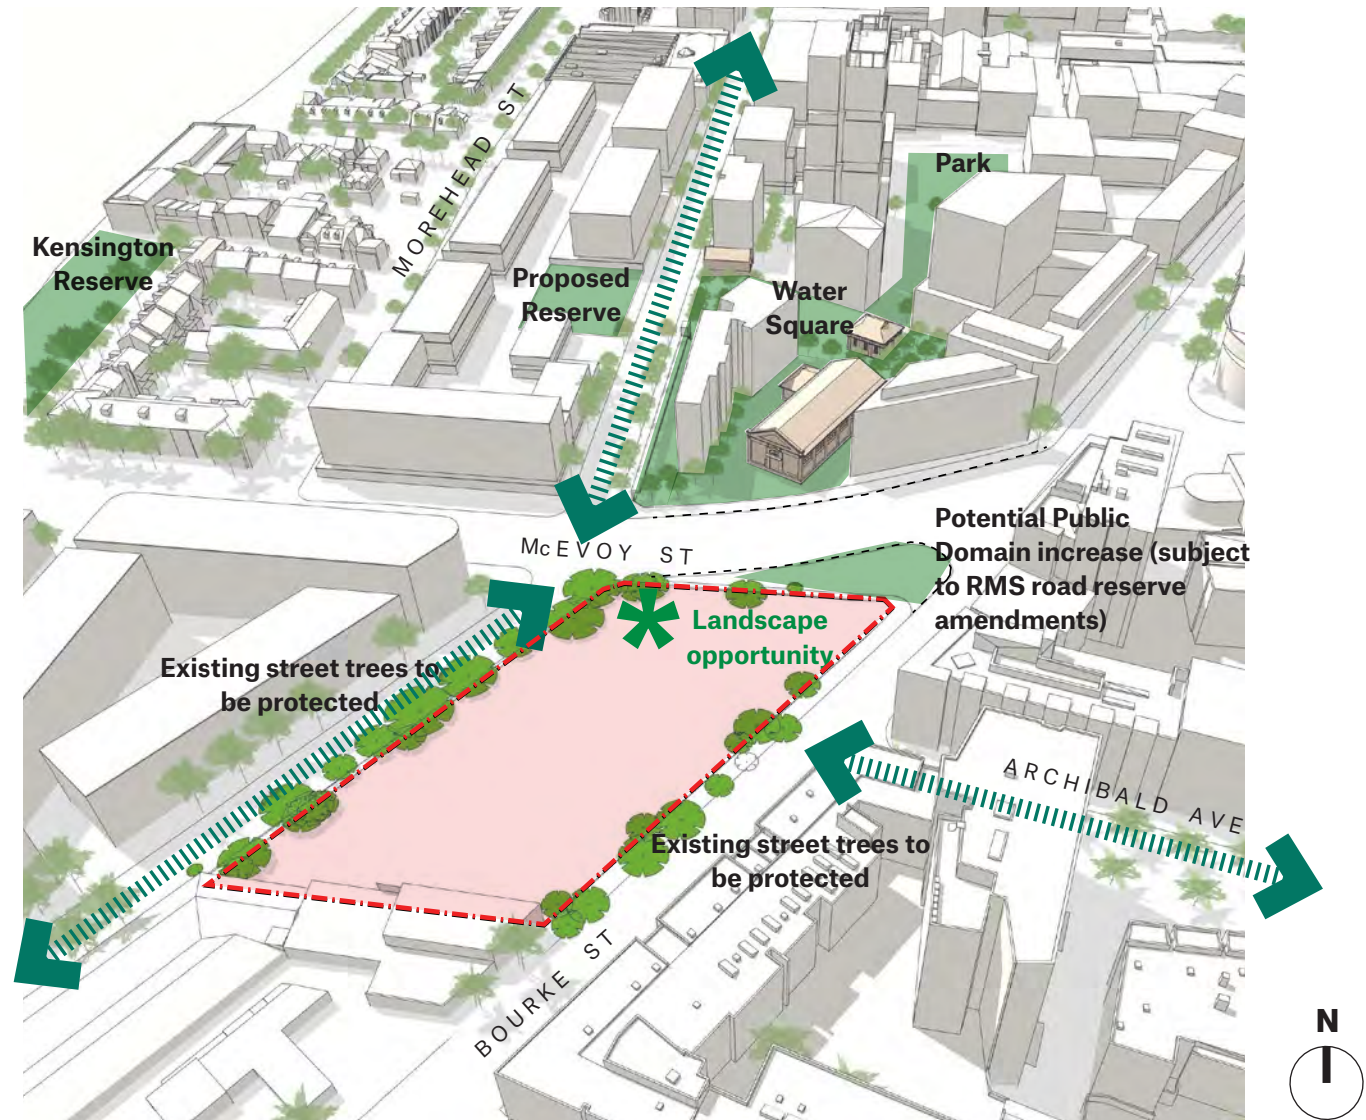 MOREHEAD ST
Park
Kensington
Reserve
Proposed
Reserve
Water
Square
McEVOY ST
Potential Public
Domain increase (subject
to RMS road reserve
amendments)
Landscape
opportunity
Existing street trees to
be protected
ARCHIBALD AVE
Existing street trees to
be protected
BOURKE ST
N